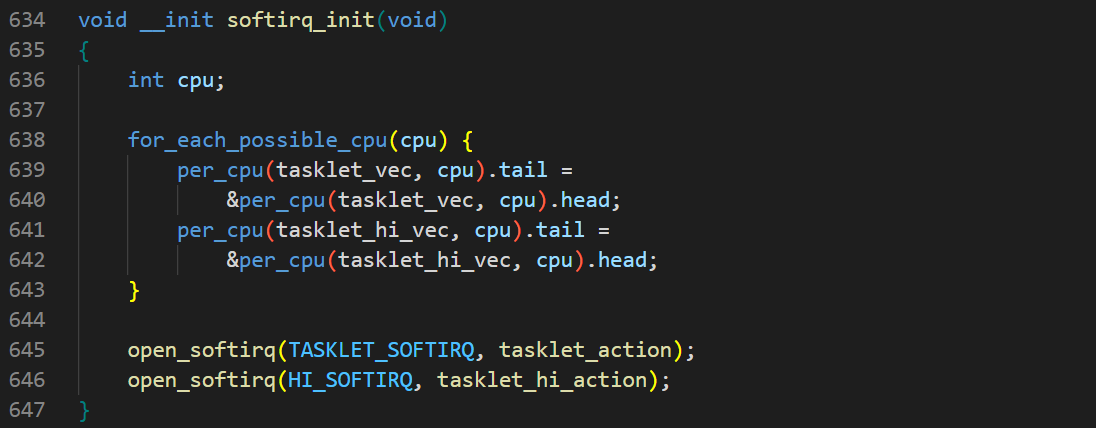 634 void __init softirq_init(void)
635 {
636     int cpu;
637
638     for_each_possible_cpu(cpu) {
639         per_cpu(tasklet_vec, cpu).tail =
640             &per_cpu(tasklet_vec, cpu).head;
641         per_cpu(tasklet_hi_vec, cpu).tail =
642             &per_cpu(tasklet_hi_vec, cpu).head;
643     }
644
645     open_softirq(TASKLET_SOFTIRQ, tasklet_action);
646     open_softirq(HI_SOFTIRQ, tasklet_hi_action);
647 }